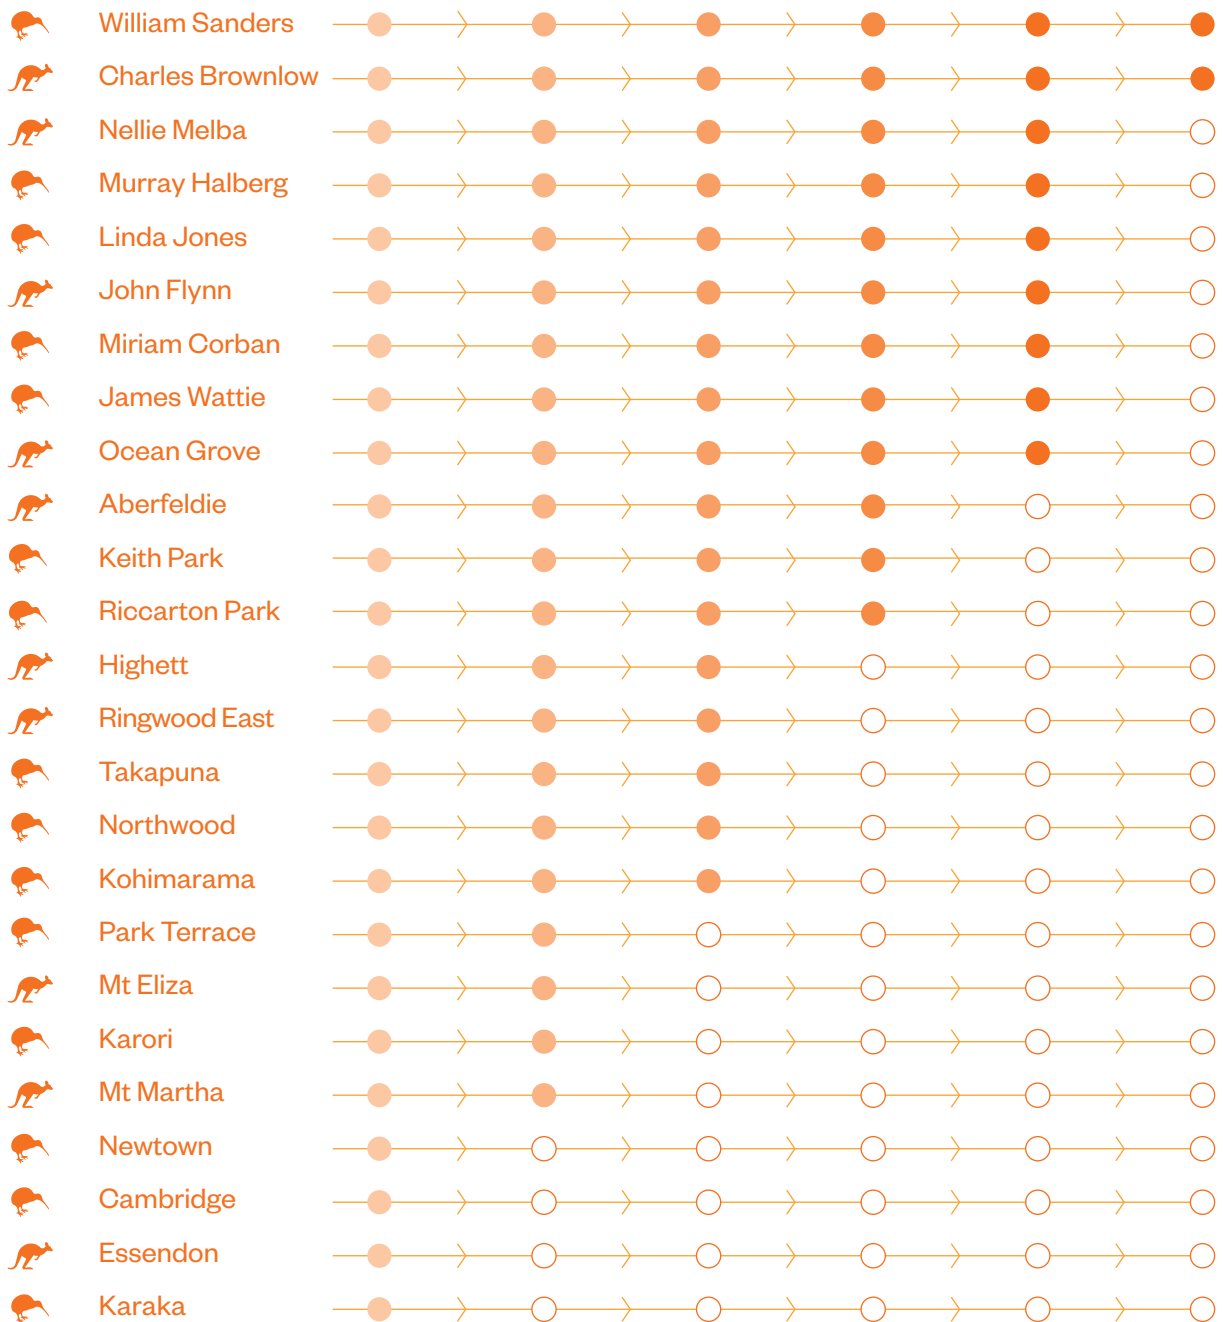 William Sanders
Charles Brownlow
Nellie Melba
Murray Halberg
Linda Jones
John Flynn
Miriam Corban
James Wattie
Ocean Grove
Aberfeldie
Keith Park
Riccarton Park
Highett
Ringwood East
Takapuna
Northwood
Kohimarama
Park Terrace
Mt Eliza
Karori
Mt Martha
Newtown
Cambridge
Essendon
Karaka